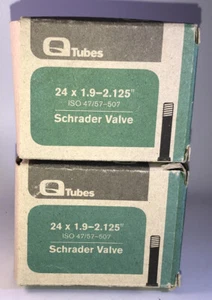 Q Tubes
24 x 1.9–2.125"
ISO 47/57–507
Schrader Valve
Q Tubes
24 x 1.9–2.125"
ISO 47/57–507
Schrader Valve